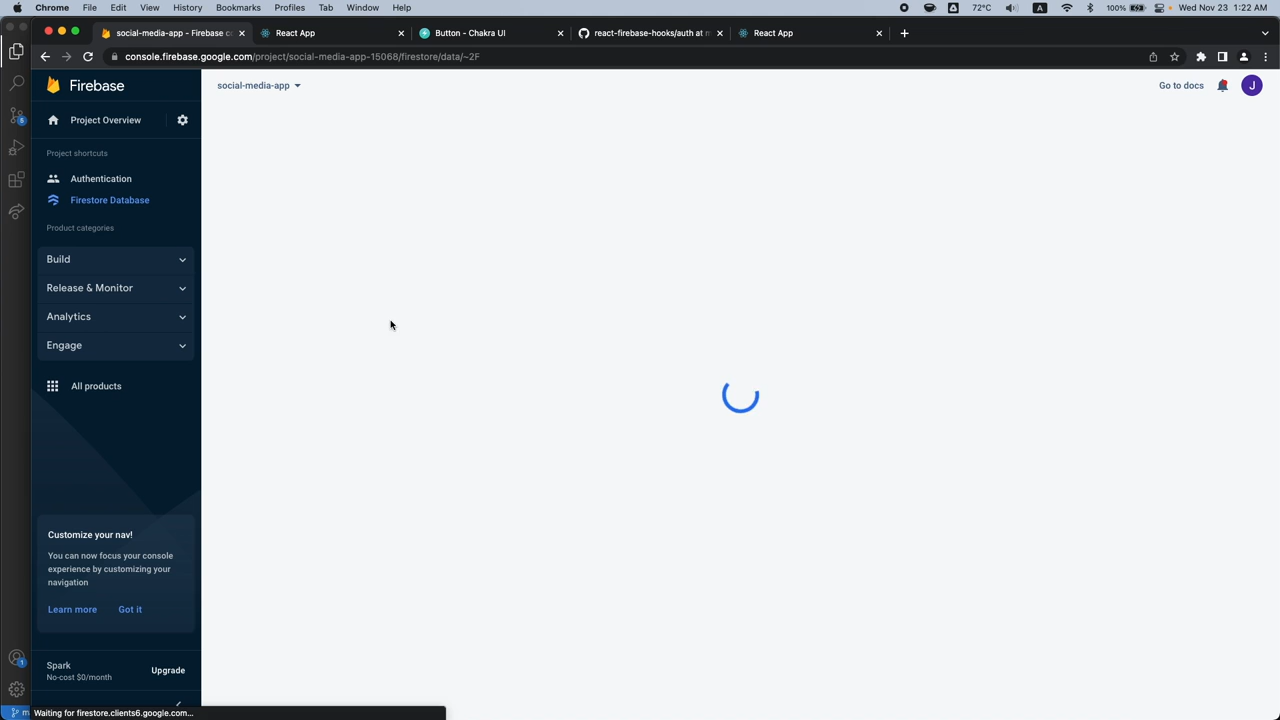 Chrome File Edit View History Bookmarks Profiles Tab Window Help 72°C A 100% Wed Nov 23 1:22 AM
social-media-app - Firebase co React App Button - Chakra UI react-firebase-hooks/auth at m React App
console.firebase.google.com/project/social-media-app-15068/firestore/data/~2F
Firebase
social-media-app
Go to docs
J
Project Overview
Project shortcuts
Authentication
Firestore Database
Product categories
Build
Release & Monitor
Analytics
Engage
All products
Customize your nav!
You can now focus your console
experience by customizing your
navigation
Learn more Got it
Spark
No-cost $0/month
Upgrade
Waiting for firestore.clients6.google.com...